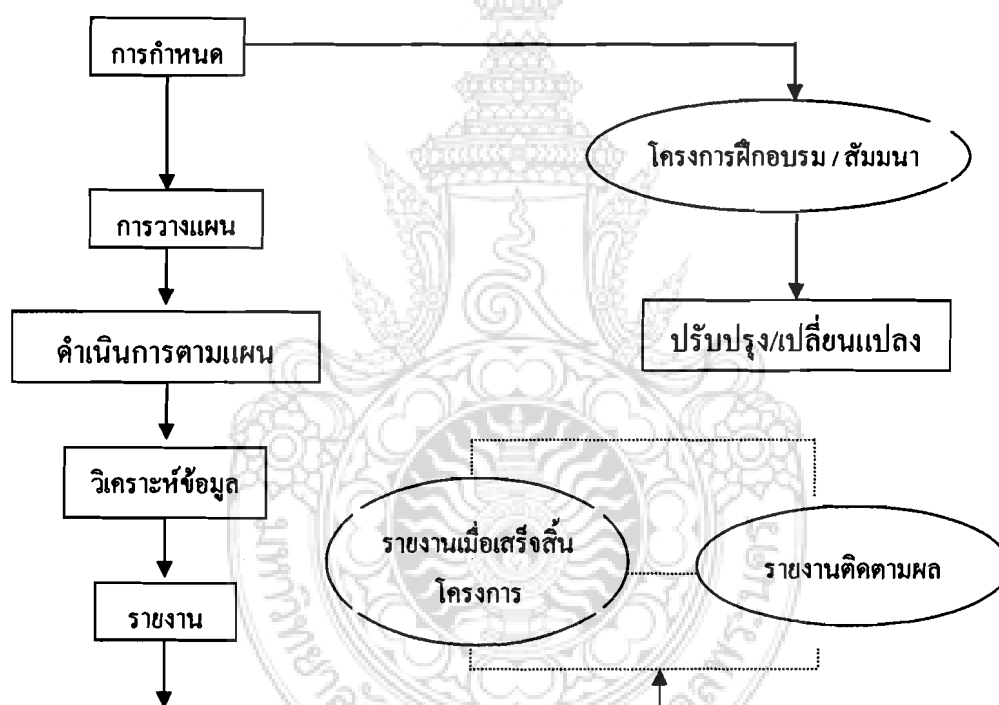 การกำหนด
โครงการฝึกอบรม / สัมมนา
การวางแผน
ปรับปรุง/เปลี่ยนแปลง
ดำเนินการตามแผน
วิเคราะห์ข้อมูล
รายงานเมื่อเสร็จสิ้น
โครงการ
รายงานติดตามผล
รายงาน